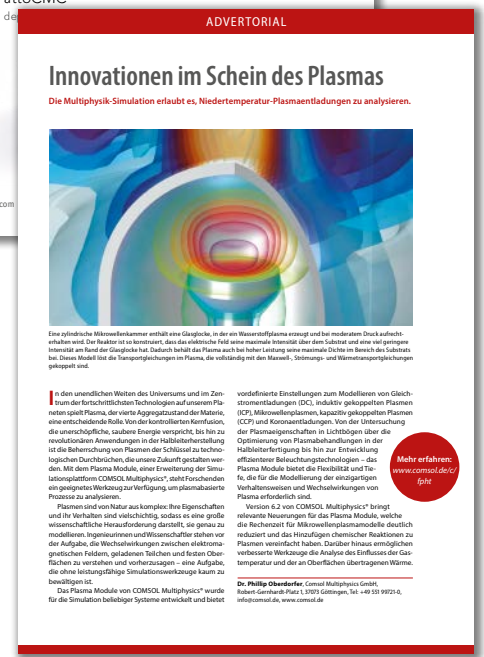 ADVERTORIAL
Innovationen im Schein des Plasmas
Die Multiphysik-Simulation erlaubt es, Niedertemperatur-Plasmaentladungen zu analysieren.
com
Eine zylindrische Mikrowellenkammer enthält eine Glasglocke, in der ein Wasserstoffplasma erzeugt und bei moderatem Druck aufrecht-
erhalten wird. Der Reaktor ist so konstruiert, dass das elektrische Feld seine maximale Intensität über dem Substrat und eine viel geringere
Intensität am Rand der Glasglocke hat. Dadurch behält das Plasma auch bei hoher Leistung seine maximale Dichte im Bereich des Substrats
bei. Dieses Modell löst die Transportgleichungen im Plasma, die vollständig mit den Maxwell-, Strömungs- und Wärmetransportgleichungen
gekoppelt sind.
In den unendlichen Weiten des Universums und im Zen-
trum der fortschrittlichsten Technologien auf unserem Pla-
neten spielt Plasma, der vierte Aggregatzustand der Materie,
eine entscheidende Rolle. Von der kontrollierten Kernfusion,
die unerschöpfliche, saubere Energie verspricht, bis hin zu
revolutionären Anwendungen in der Halbleiterherstellung
ist die Beherrschung von Plasmen der Schlüssel zu techno-
logischen Durchbrüchen, die unsere Zukunft gestalten wer-
den. Mit dem Plasma Module, einer Erweiterung der Simu-
lationsplattform COMSOL Multiphysics®, steht Forschenden
ein geeignetes Werkzeug zur Verfügung, um plasmabasierte
Prozesse zu analysieren.
Plasmen sind von Natur aus komplex: Ihre Eigenschaften
und ihr Verhalten sind vielschichtig, sodass es eine große
wissenschaftliche Herausforderung darstellt, sie genau zu
modellieren. Ingenieurinnen und Wissenschaftler stehen vor
der Aufgabe, die Wechselwirkungen zwischen elektroma-
gnetischen Feldern, geladenen Teilchen und festen Ober-
flächen zu verstehen und vorherzusagen – eine Aufgabe,
die ohne leistungsfähige Simulationswerkzeuge kaum zu
bewältigen ist.
Das Plasma Module von COMSOL Multiphysics® wurde
für die Simulation beliebiger Systeme entwickelt und bietet
vordefinierte Einstellungen zum Modellieren von Gleich-
stromentladungen (DC), induktiv gekoppelten Plasmen
(ICP), Mikrowellenplasmen, kapazitiv gekoppelten Plasmen
(CCP) und Koronaentladungen. Von der Untersuchung
der Plasmaeigenschaften in Lichtbögen über die
Optimierung von Plasmabehandlungen in der
Halbleiterfertigung bis hin zur Entwicklung
effizienterer Beleuchtungstechnologien – das
Plasma Module bietet die Flexibilität und Tie-
fe, die für die Modellierung der einzigartigen
Verhaltensweisen und Wechselwirkungen von
Plasma erforderlich sind.
Version 6.2 von COMSOL Multiphysics® bringt
relevante Neuerungen für das Plasma Module, welche
die Rechenzeit für Mikrowellenplasmamodelle deutlich
reduziert und das Hinzufügen chemischer Reaktionen zu
Plasmen vereinfacht haben. Darüber hinaus ermöglichen
verbesserte Werkzeuge die Analyse des Einflusses der Gas-
temperatur und der an Oberflächen übertragenen Wärme.
Mehr erfahren:
www.comsol.de/c/
fpht
Dr. Phillip Oberdorfer, Comsol Multiphysics GmbH,
Robert-Gernhardt-Platz 1, 37073 Göttingen, Tel: +49 551 99721-0,
info@comsol.de, www.comsol.de